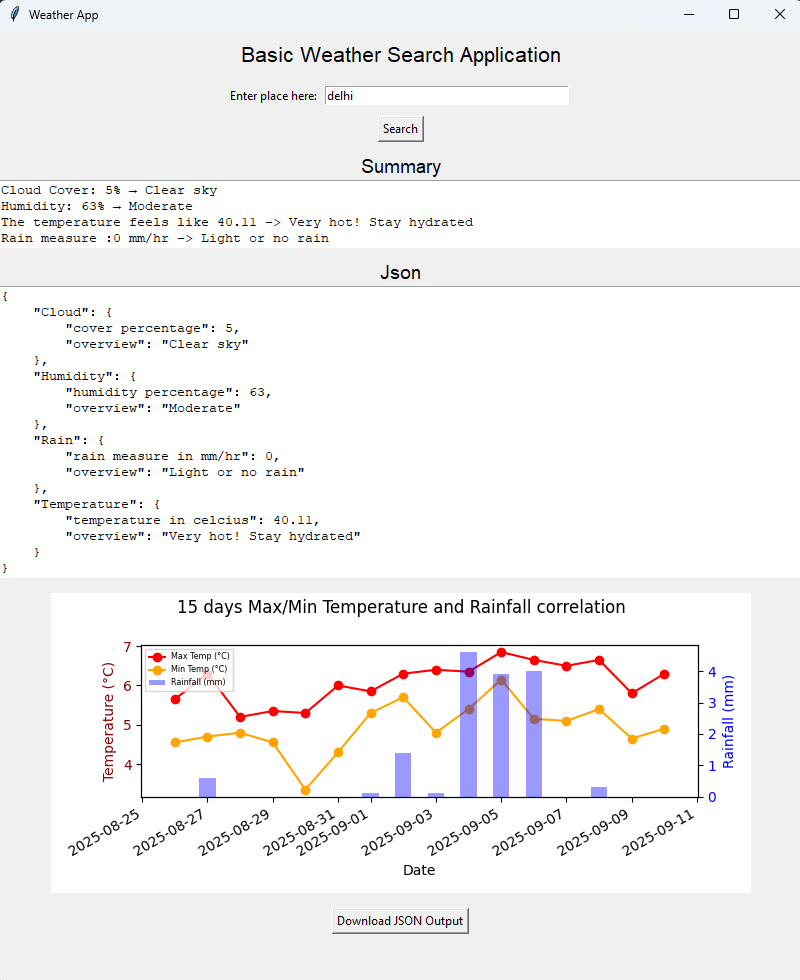 Weather App
Basic Weather Search Application
Enter place here: delhi
Search
Summary
Cloud Cover: 5% → Clear sky
Humidity: 63% → Moderate
The temperature feels like 40.11 -> Very hot! Stay hydrated
Rain measure :0 mm/hr -> Light or no rain
Json
{
    "Cloud": {
        "cover percentage": 5,
        "overview": "Clear sky"
    },
    "Humidity": {
        "humidity percentage": 63,
        "overview": "Moderate"
    },
    "Rain": {
        "rain measure in mm/hr": 0,
        "overview": "Light or no rain"
    },
    "Temperature": {
        "temperature in celcius": 40.11,
        "overview": "Very hot! Stay hydrated"
    }
}
15 days Max/Min Temperature and Rainfall correlation
Max Temp (°C)
Min Temp (°C)
Rainfall (mm)
Temperature (°C)
7
6
5
4
4
3
2
1
0
Rainfall (mm)
2025-08-25
2025-08-27
2025-08-29
2025-08-31
2025-09-01
2025-09-03
2025-09-05
2025-09-07
2025-09-09
2025-09-11
Date
Download JSON Output